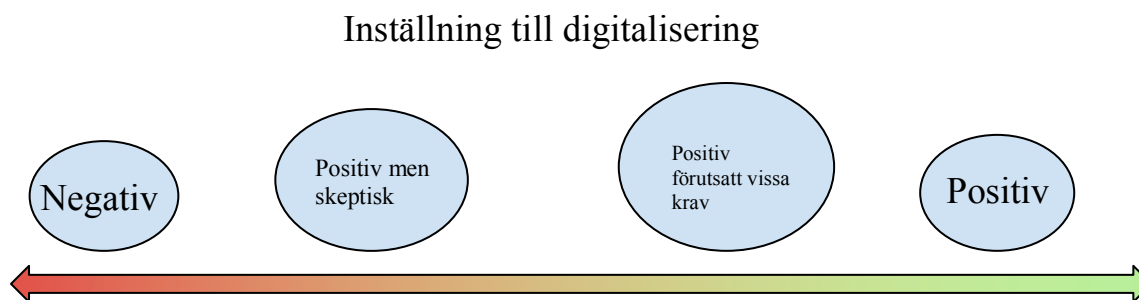 Inställning till digitalisering
Negativ
Positiv men
skeptisk
Positiv
förutsatt vissa
krav
Positiv